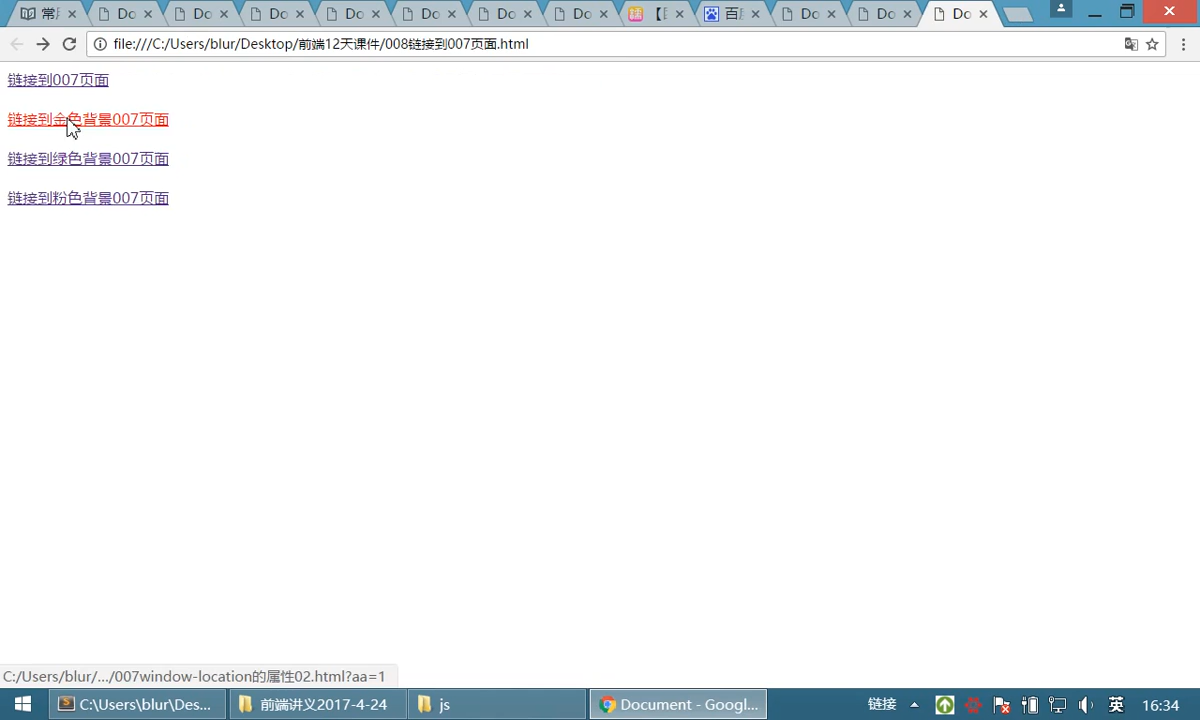 常
Do
Do
Do
Do
Do
Do
Do
【
百
Do
Do
Do
file:///C:/Users/blur/Desktop/前端12天课件/008链接到007页面.html
链接到007页面
链接到金色背景007页面
链接到绿色背景007页面
链接到粉色背景007页面
C:/Users/blur/.../007window-location的属性02.html?aa=1
C:\Users\blur\Des...
前端讲义2017-4-24
js
Document - Googl...
链接
英
16:34